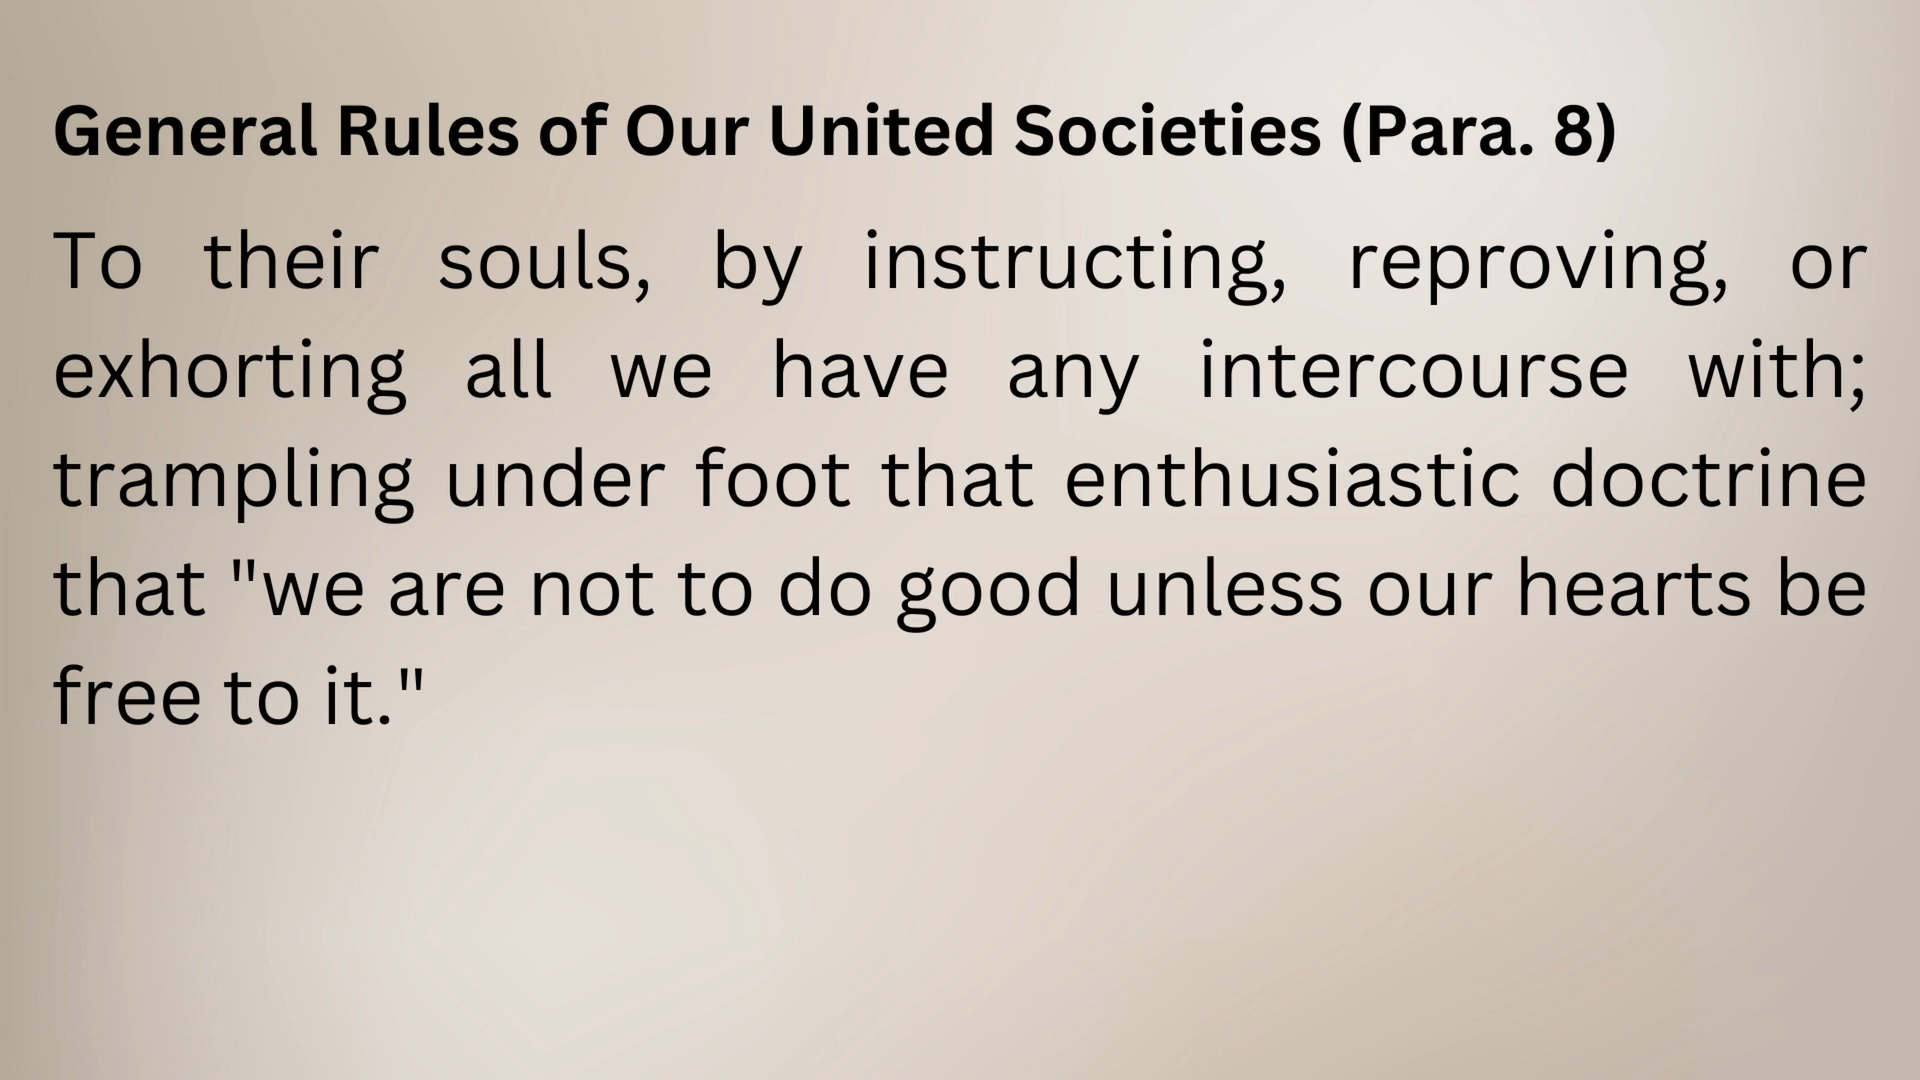 General Rules of Our United Societies (Para. 8)
To their souls, by instructing, reproving, or
exhorting all we have any intercourse with;
trampling under foot that enthusiastic doctrine
that "we are not to do good unless our hearts be
free to it."